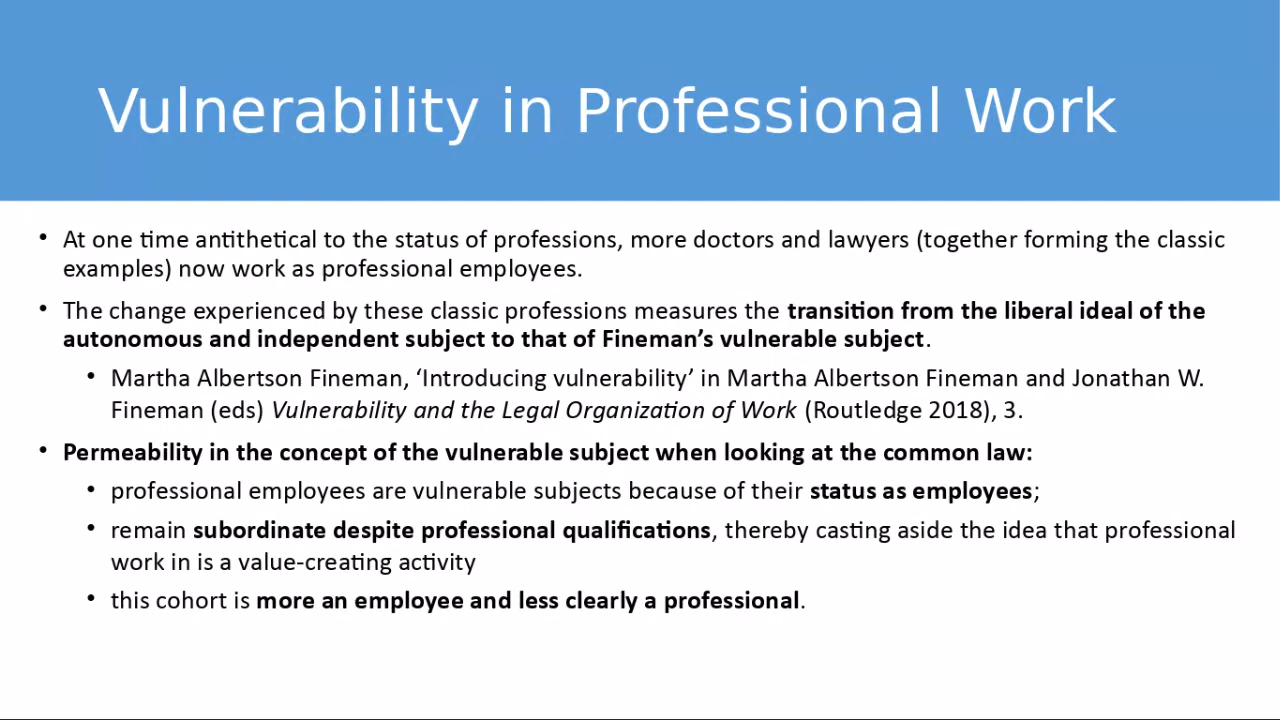 Vulnerability in Professional Work
• At one time antithetical to the status of professions, more doctors and lawyers (together forming the classic
examples) now work as professional employees.
• The change experienced by these classic professions measures the transition from the liberal ideal of the
autonomous and independent subject to that of Fineman’s vulnerable subject.
• Martha Albertson Fineman, ‘Introducing vulnerability’ in Martha Albertson Fineman and Jonathan W.
Fineman (eds) Vulnerability and the Legal Organization of Work (Routledge 2018), 3.
• Permeability in the concept of the vulnerable subject when looking at the common law:
• professional employees are vulnerable subjects because of their status as employees;
• remain subordinate despite professional qualifications, thereby casting aside the idea that professional
work in is a value-creating activity
• this cohort is more an employee and less clearly a professional.